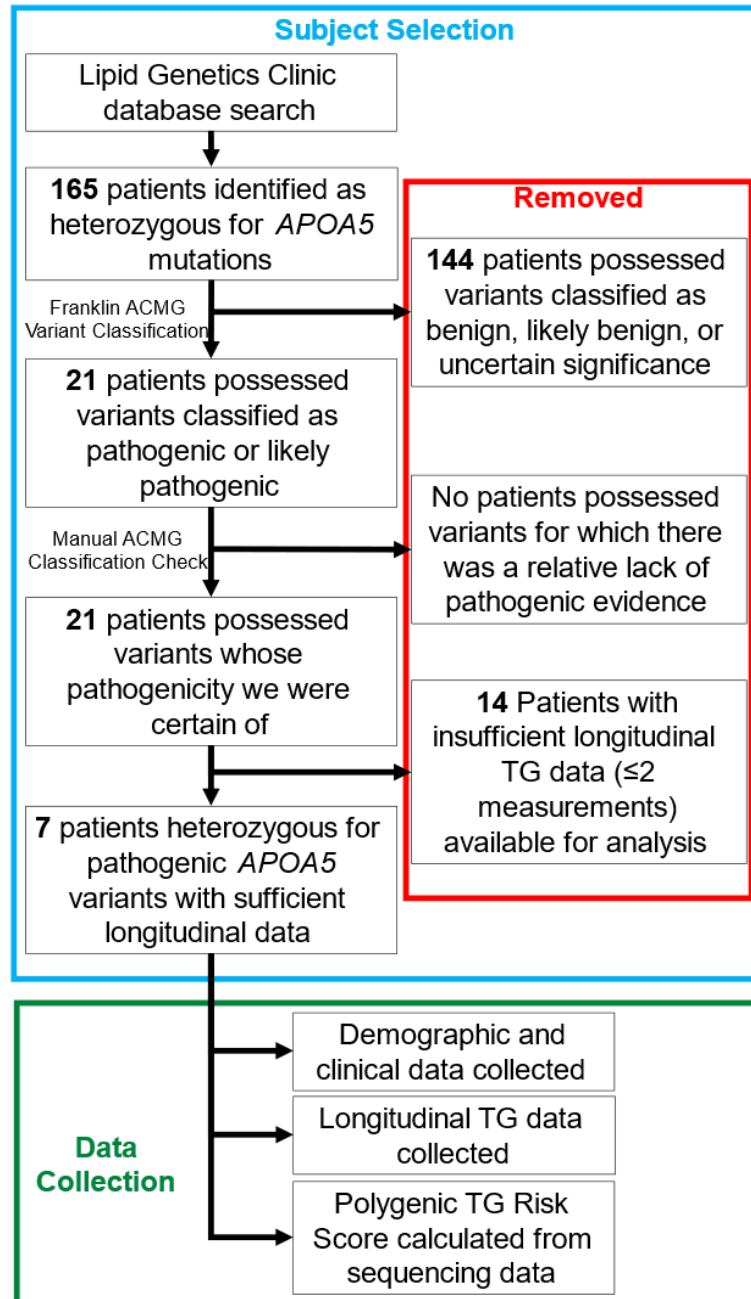 Subject Selection
Lipid Genetics Clinic
database search
165 patients identified as
heterozygous for APOA5
mutations
Removed
Franklin ACMG
Variant Classification
144 patients possessed
variants classified as
benign, likely benign, or
uncertain significance
21 patients possessed
variants classified as
pathogenic or likely
pathogenic
Manual ACMG
Classification Check
No patients possessed
variants for which there
was a relative lack of
pathogenic evidence
21 patients possessed
variants whose
pathogenicity we were
certain of
14 Patients with
insufficient longitudinal
TG data (≤2
measurements)
available for analysis
7 patients heterozygous for
pathogenic APOA5
variants with sufficient
longitudinal data
Data
Collection
Demographic and
clinical data collected
Longitudinal TG data
collected
Polygenic TG Risk
Score calculated from
sequencing data